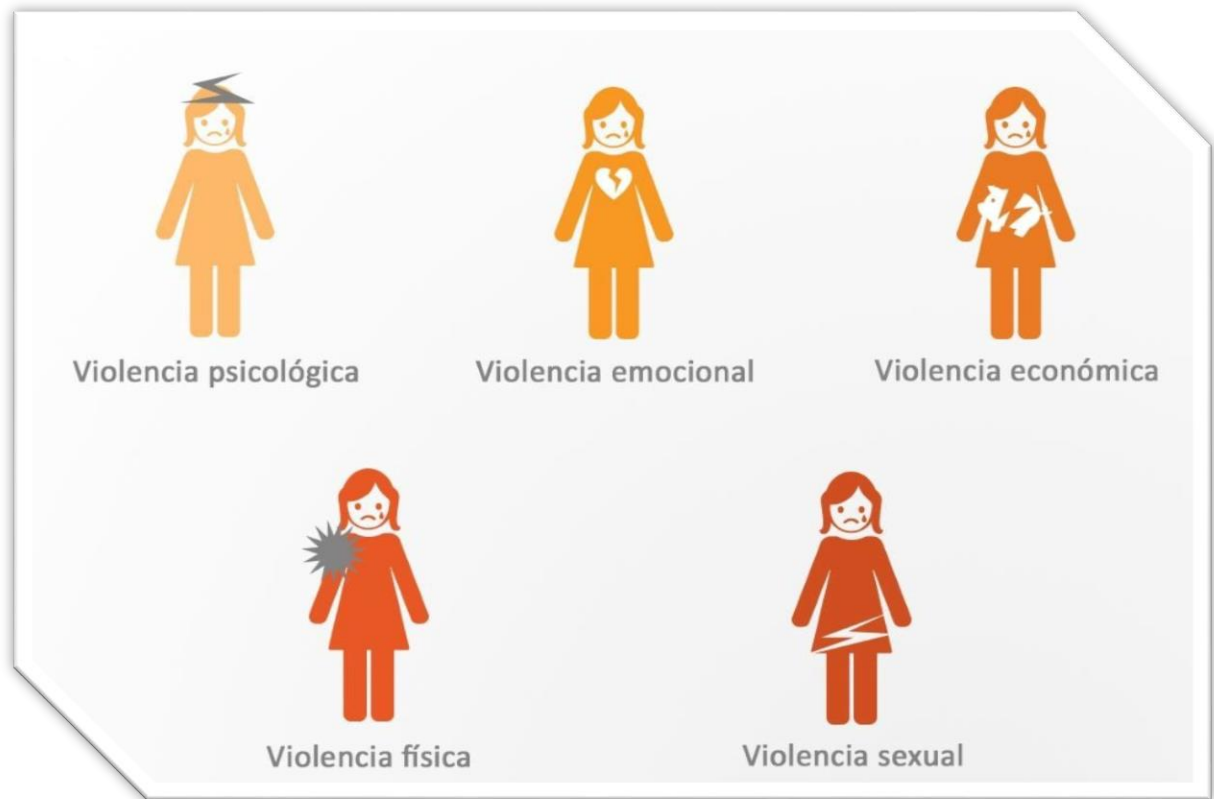 Violencia psicológica
Violencia emocional
Violencia económica
Violencia física
Violencia sexual